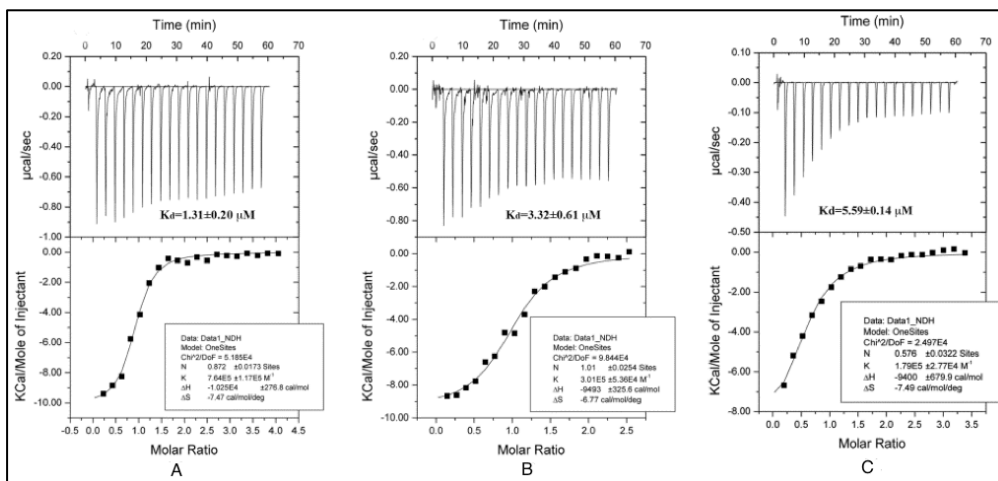 Time (min)
0 10 20 30 40 50 60 70
0.00
-0.20
-0.40
-0.60
-0.80
-1.00
µcal/sec
Kd=1.31±0.20 µM
0.00
-2.00
-4.00
-6.00
-8.00
-10.00
KCal/Mole of Injectant
Data: Data1_NDH
Model: OneSites
Chi^2/DoF = 5.185E4
N 0.872 ±0.0173 Sites
K 7.64E5 ±1.17E5 M⁻¹
ΔH -1.025E4 ±276.8 cal/mol
ΔS -7.47 cal/mol/deg
-0.5 0.0 0.5 1.0 1.5 2.0 2.5 3.0 3.5 4.0 4.5
Molar Ratio
A
Time (min)
0 10 20 30 40 50 60 70
0.20
0.00
-0.20
-0.40
-0.60
-0.80
µcal/sec
Kd=3.32±0.61 µM
0.00
-2.00
-4.00
-6.00
-8.00
-10.00
KCal/Mole of Injectant
Data: Data1_NDH
Model: OneSites
Chi^2/DoF = 9.844E4
N 1.01 ±0.0254 Sites
K 3.01E5 ±5.36E4 M⁻¹
ΔH -9493 ±325.6 cal/mol
ΔS -6.77 cal/mol/deg
0.0 0.5 1.0 1.5 2.0 2.5
Molar Ratio
B
Time (min)
0 10 20 30 40 50 60 70
0.10
0.00
-0.10
-0.20
-0.30
-0.40
-0.50
µcal/sec
Kd=5.59±0.14 µM
0.00
-2.00
-4.00
-6.00
-8.00
KCal/Mole of Injectant
Data: Data1_NDH
Model: OneSites
Chi^2/DoF = 2.497E4
N 0.576 ±0.0322 Sites
K 1.79E5 ±2.77E4 M⁻¹
ΔH -9400 ±679.9 cal/mol
ΔS -7.49 cal/mol/deg
0.0 0.5 1.0 1.5 2.0 2.5 3.0 3.5
Molar Ratio
C